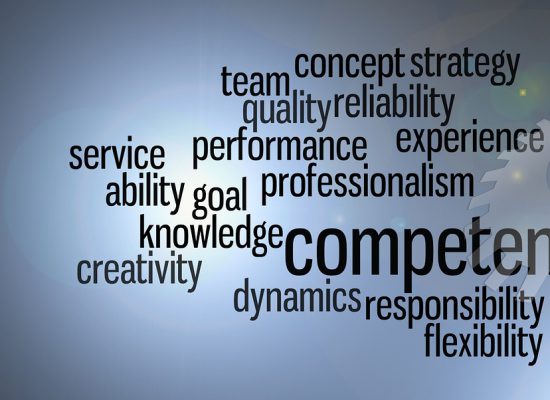 concept strategy
team
quality reliability
experience
performance
service
professionalism
ability goal
knowledge
competen
creativity
dynamics responsibility
flexibility